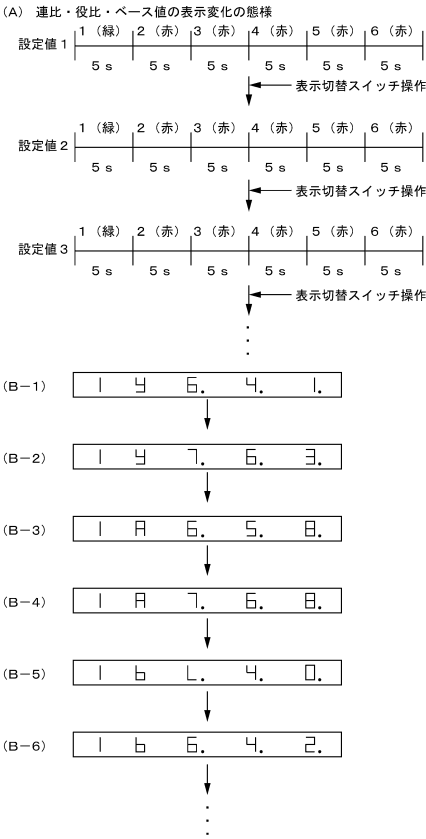 (A) 連比・役比・ベース値の表示変化の態様
1(緑) 2(赤) 3(赤) 4(赤) 5(赤) 6(赤)
設定値1
5s 5s 5s 5s 5s 5s
表示切替スイッチ操作
1(緑) 2(赤) 3(赤) 4(赤) 5(赤) 6(赤)
設定値2
5s 5s 5s 5s 5s 5s
表示切替スイッチ操作
1(緑) 2(赤) 3(赤) 4(赤) 5(赤) 6(赤)
設定値3
5s 5s 5s 5s 5s 5s
表示切替スイッチ操作
(B-1) 1 y 6. 4. 1.
(B-2) 1 y 7. 6. 3.
(B-3) 1 A 6. 5. 8.
(B-4) 1 A 7. 6. 8.
(B-5) 1 b L. 4. 0.
(B-6) 1 b 6. 4. 2.